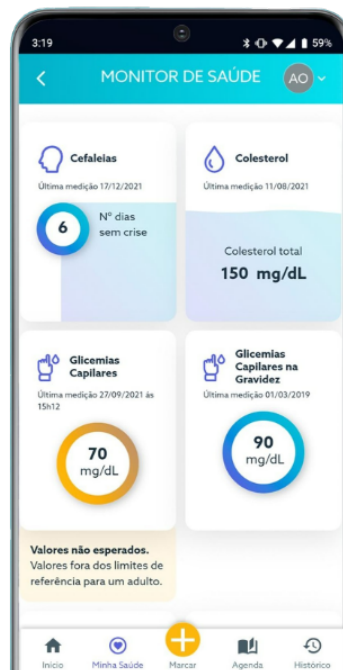 3:19
59%
MONITOR DE SAÚDE
AO
Cefaleias
Última medição 17/12/2021
6
Nº dias
sem crise
Colesterol
Última medição 11/08/2021
Colesterol total
150 mg/dL
Glicemias
Capilares
Última medição 27/09/2021 às
15h12
70
mg/dL
Glicemias
Capilares na
Gravidez
Última medição 01/03/2019
90
mg/dL
Valores não esperados.
Valores fora dos limites de
referência para um adulto.
Início
Minha Saúde
Marcar
Agenda
Histórico